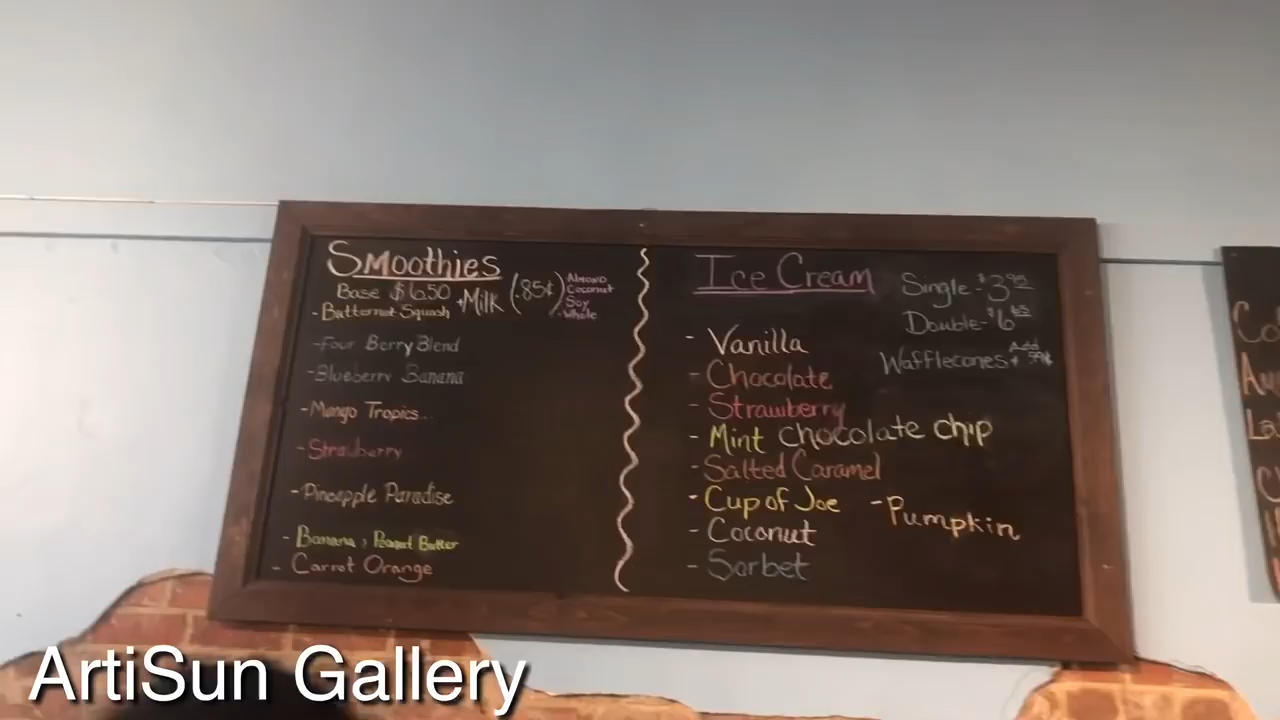 Smoothies
Base $6.50 +Milk (.85¢)
Almond
Coconut
Soy
-Whole
-Butternut Squash
-Four Berry Blend
-Blueberry Banana
-Mango Tropics...
-Strawberry
-Pineapple Paradise
-Banana, Peanut Butter
- Carrot Orange
Ice Cream
Single-$3.95
Double-$6
Wafflecones +
Add
- Vanilla
- Chocolate
- Strawberry
- Mint chocolate chip
-Salted Caramel
-Cup of Joe
-Pumpkin
- Coconut
- Sorbet
ArtiSun Gallery